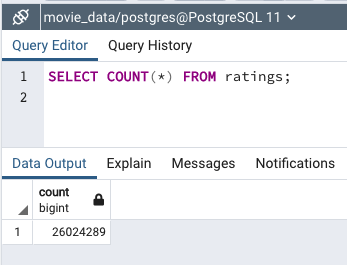 movie_data/postgres@PostgreSQL 11
Query Editor Query History
1 SELECT COUNT(*) FROM ratings;
2
Data Output Explain Messages Notifications
count
bigint
1 26024289